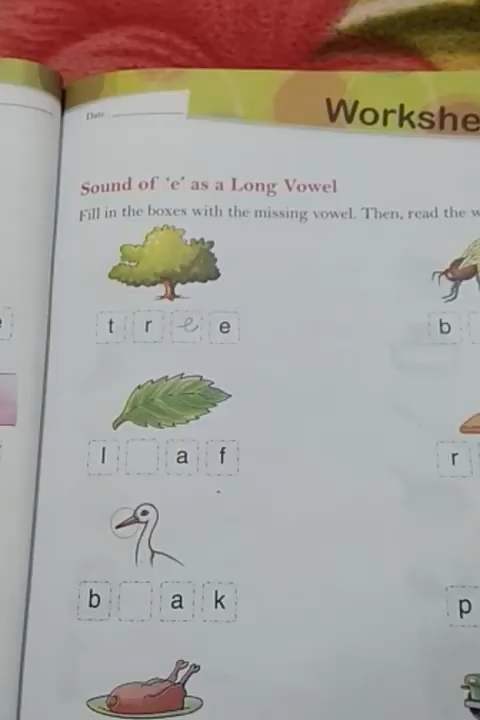 Date
Workshe
Sound of 'e' as a Long Vowel
Fill in the boxes with the missing vowel. Then, read the w
t r e e
b
l a f
r
b a k
p